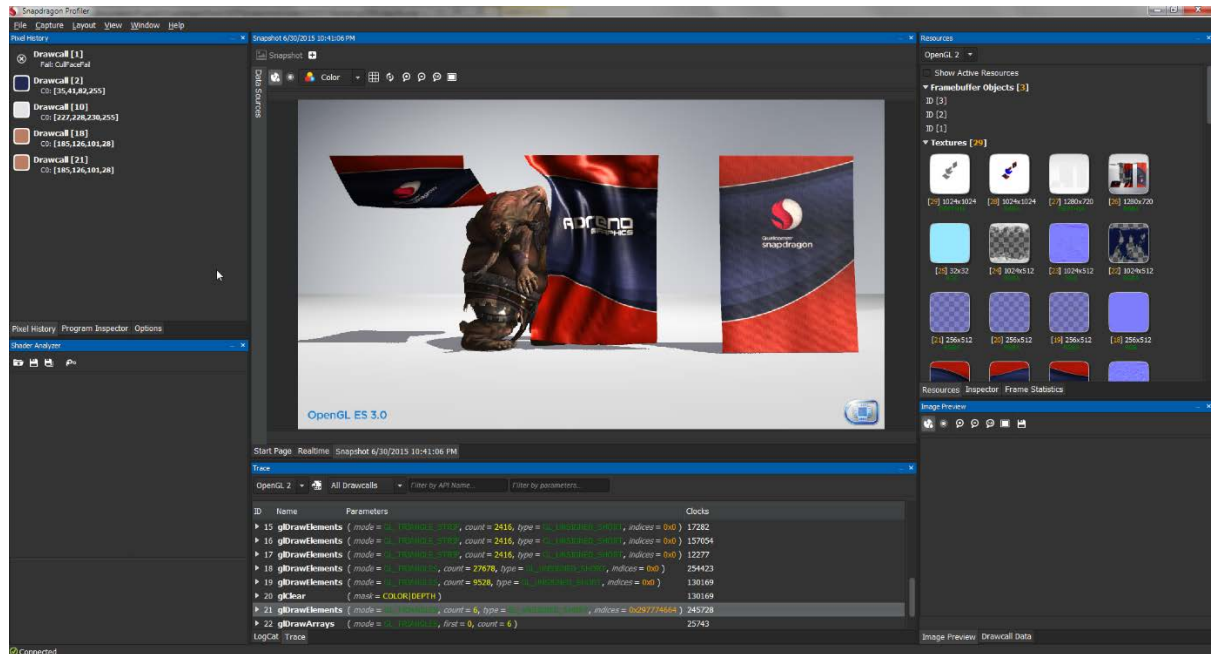 Snapdragon Profiler
File Capture Layout View Window Help
Pixel History
Drawcall [1]
Fail: CullFaceFail
Drawcall [2]
C0: [35,41,82,255]
Drawcall [10]
C0: [227,228,230,255]
Drawcall [18]
C0: [185,126,101,28]
Drawcall [21]
C0: [185,126,101,28]
Pixel History Program Inspector Options
Shader Analyzer
Snapshot 6/30/2015 10:41:06 PM
Snapshot
Data Sources
Color
ADRENO
GRAPHICS
Qualcomm
snapdragon
OpenGL ES 3.0
Start Page Realtime Snapshot 6/30/2015 10:41:06 PM
Trace
OpenGL 2 All Drawcalls Filter by API Name... Filter by parameters...
ID Name Parameters Clocks
15 glDrawElements ( mode = GL_TRIANGLE_STRIP, count = 2416, type = GL_UNSIGNED_SHORT, indices = 0x0 ) 17282
16 glDrawElements ( mode = GL_TRIANGLE_STRIP, count = 2416, type = GL_UNSIGNED_SHORT, indices = 0x0 ) 157054
17 glDrawElements ( mode = GL_TRIANGLE_STRIP, count = 2416, type = GL_UNSIGNED_SHORT, indices = 0x0 ) 12277
18 glDrawElements ( mode = GL_TRIANGLES, count = 27678, type = GL_UNSIGNED_SHORT, indices = 0x0 ) 254423
19 glDrawElements ( mode = GL_TRIANGLES, count = 9528, type = GL_UNSIGNED_SHORT, indices = 0x0 ) 130169
20 glClear ( mask = COLOR|DEPTH ) 130169
21 glDrawElements ( mode = GL_TRIANGLES, count = 6, type = GL_UNSIGNED_SHORT, indices = 0x297774664 ) 245728
22 glDrawArrays ( mode = GL_TRIANGLES, first = 0, count = 6 ) 25743
LogCat Trace
Resources
OpenGL 2
Show Active Resources
Framebuffer Objects [3]
ID [3]
ID [2]
ID [1]
Textures [29]
[29] 1024x1024 [28] 1024x1024 [27] 1280x720 [26] 1280x720
[25] 32x32 [24] 1024x512 [23] 1024x512 [22] 1024x512
[21] 256x512 [20] 256x512 [19] 256x512 [18] 256x512
Resources Inspector Frame Statistics
Image Preview
Image Preview Drawcall Data
Connected